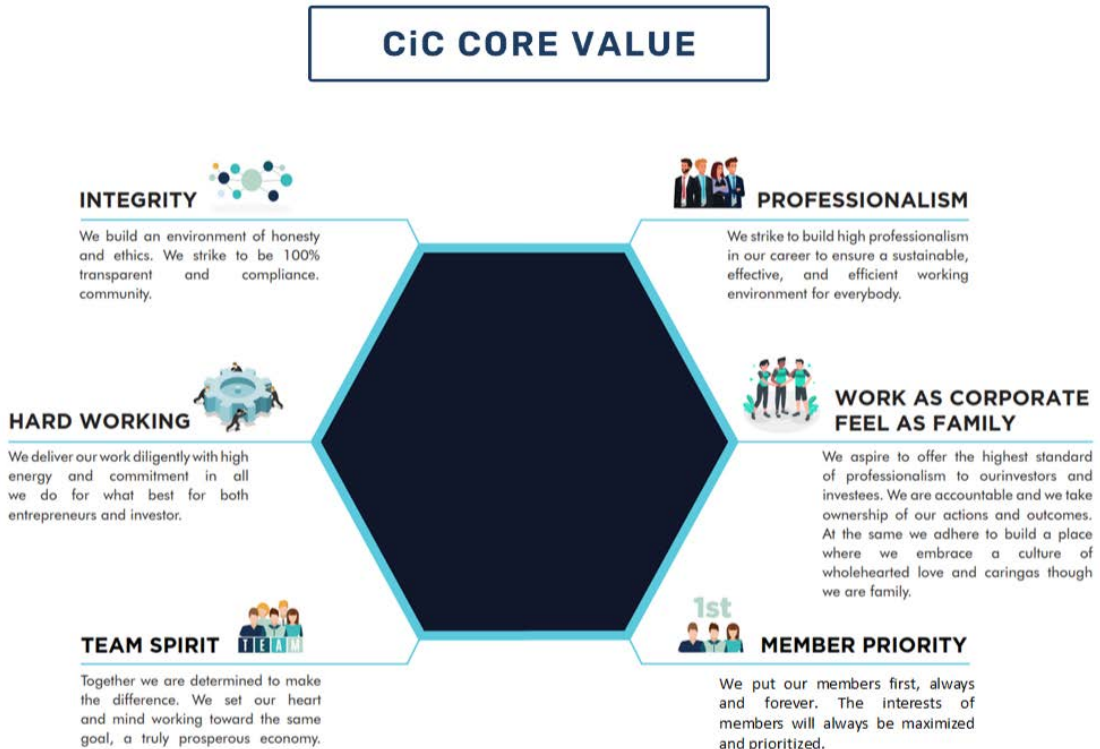 CiC CORE VALUE
INTEGRITY
We build an environment of honesty
and ethics. We strike to be 100%
transparent and compliance.
community.
HARD WORKING
We deliver our work diligently with high
energy and commitment in all
we do for what best for both
entrepreneurs and investor.
TEAM SPIRIT
TEAM
Together we are determined to make
the difference. We set our heart
and mind working toward the same
goal, a truly prosperous economy.
PROFESSIONALISM
We strike to build high professionalism
in our career to ensure a sustainable,
effective, and efficient working
environment for everybody.
WORK AS CORPORATE
FEEL AS FAMILY
We aspire to offer the highest standard
of professionalism to ourinvestors and
investees. We are accountable and we take
ownership of our actions and outcomes.
At the same we adhere to build a place
where we embrace a culture of
wholehearted love and caringas though
we are family.
1st
MEMBER PRIORITY
We put our members first, always
and forever. The interests of
members will always be maximized
and prioritized.